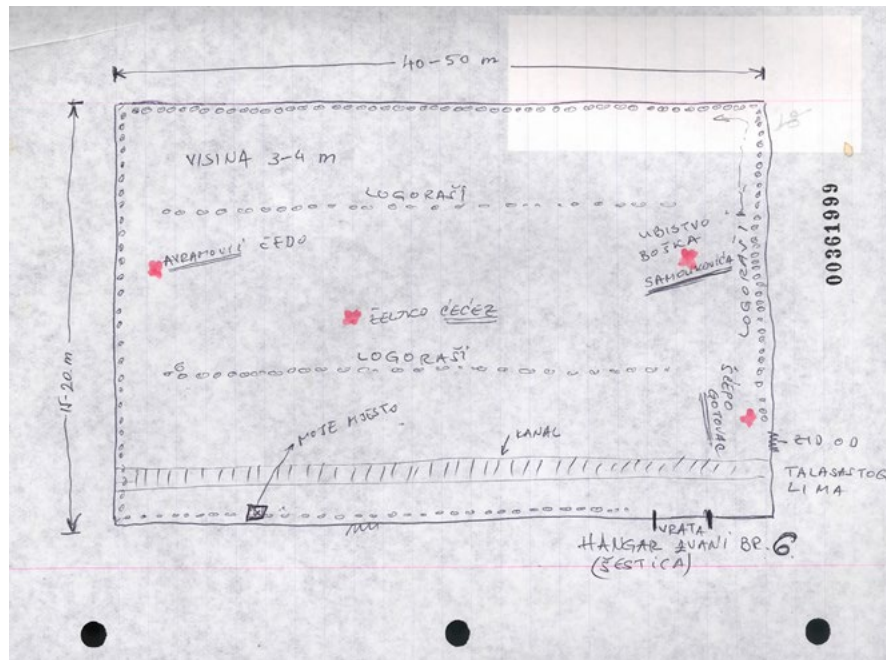 40-50 m
VISINA 3-4 m
LOGORAŠI
AVRAMOVIĆ ČEDO
UBISTVO
BOŠKA
SAMOUKOVIĆA
LOGORAŠI
00361999
ŽELJKO ĆEĆEZ
LOGORAŠI
15-20 m
ŠĆEPO
GOTOVAC
MOJE MJESTO
KANAL
ZID OD
TALASASTOG
LIMA
VRATA
HANGAR ZVANI BR. 6
(ŠESTICA)